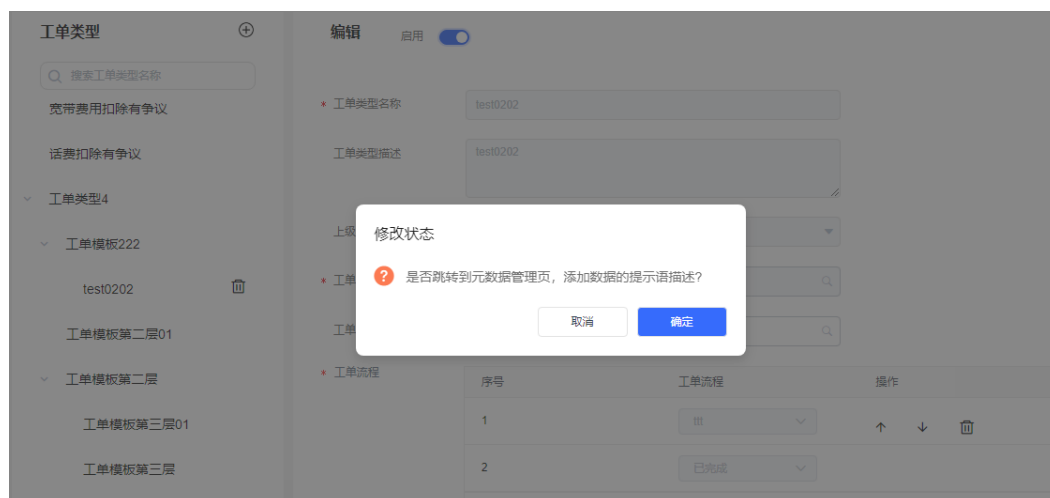 工单类型
搜索工单类型名称
宽带费用扣除有争议
话费扣除有争议
工单类型4
工单模板222
test0202
工单模板第二层01
工单模板第二层
工单模板第三层01
工单模板第三层
编辑 启用
* 工单类型名称 test0202
工单类型描述 test0202
上级
* 工单
工单
修改状态
? 是否跳转到元数据管理页，添加数据的提示语描述?
取消 确定
* 工单流程
序号 工单流程 操作
1 ttt
2 已完成